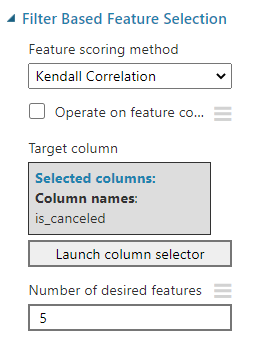 Filter Based Feature Selection
Feature scoring method
Kendall Correlation
Operate on feature co...
Target column
Selected columns:
Column names:
is_canceled
Launch column selector
Number of desired features
5